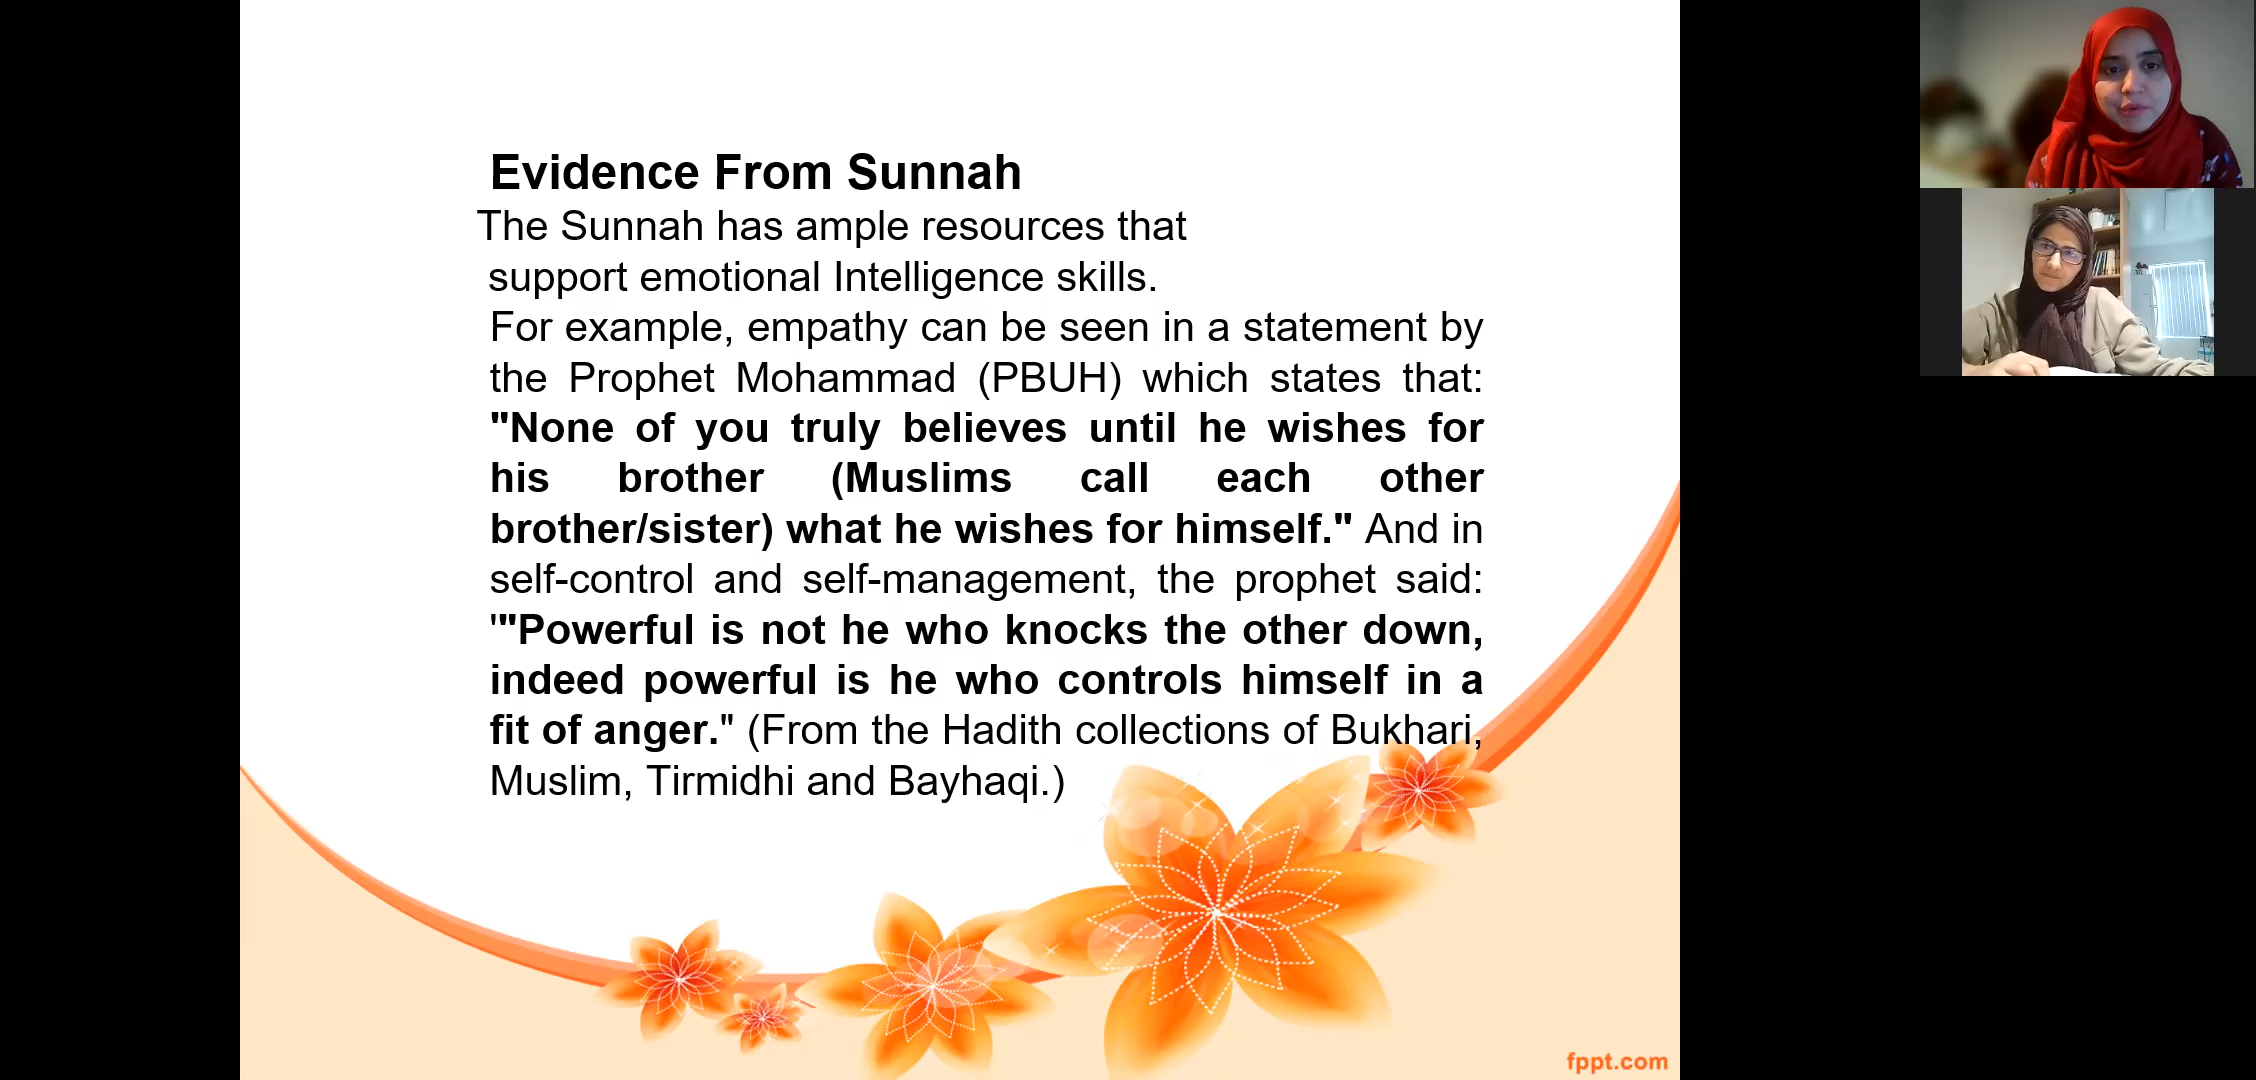 Evidence From Sunnah
The Sunnah has ample resources that
support emotional Intelligence skills.
For example, empathy can be seen in a statement by
the Prophet Mohammad (PBUH) which states that:
"None of you truly believes until he wishes for
his brother (Muslims call each other
brother/sister) what he wishes for himself." And in
self-control and self-management, the prophet said:
'"Powerful is not he who knocks the other down,
indeed powerful is he who controls himself in a
fit of anger." (From the Hadith collections of Bukhari,
Muslim, Tirmidhi and Bayhaqi.)
fppt.com